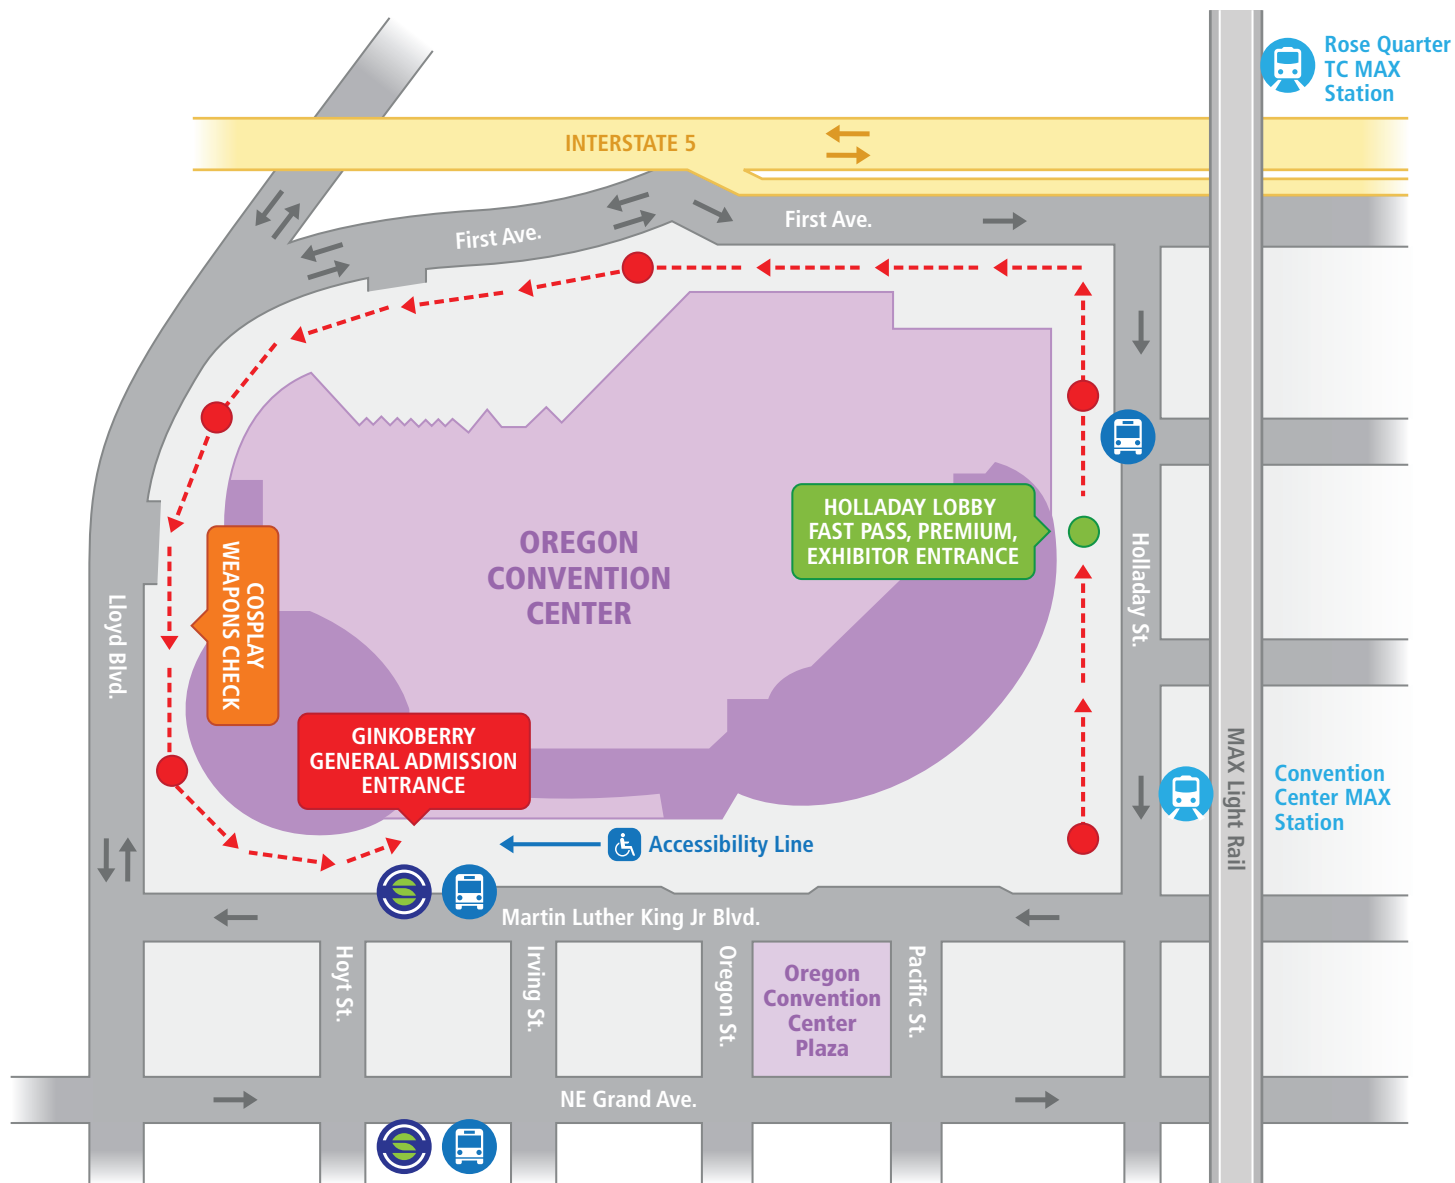 Rose Quarter
TC MAX
Station
INTERSTATE 5
First Ave.
First Ave.
HOLLADAY LOBBY
FAST PASS, PREMIUM,
EXHIBITOR ENTRANCE
OREGON
CONVENTION
CENTER
Holladay St.
COSPLAY
WEAPONS CHECK
Lloyd Blvd.
GINKOBERRY
GENERAL ADMISSION
ENTRANCE
MAX Light Rail
Convention
Center MAX
Station
Accessibility Line
Martin Luther King Jr Blvd.
Hoyt St.
Irving St.
Oregon St.
Oregon
Convention
Center
Plaza
Pacific St.
NE Grand Ave.